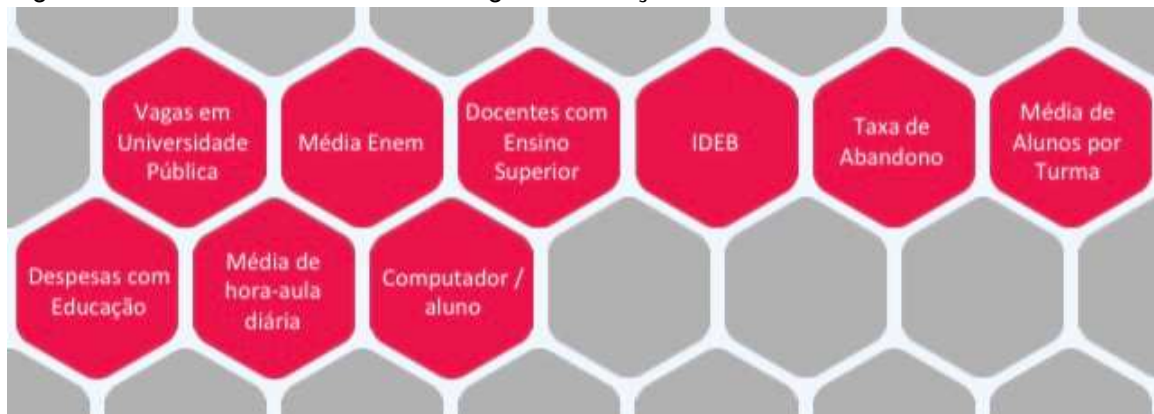 Vagas em
Universidade
Pública
Média Enem
Docentes com
Ensino
Superior
IDEB
Taxa de
Abandono
Média de
Alunos por
Turma
Despesas com
Educação
Média de
hora-aula
diária
Computador /
aluno